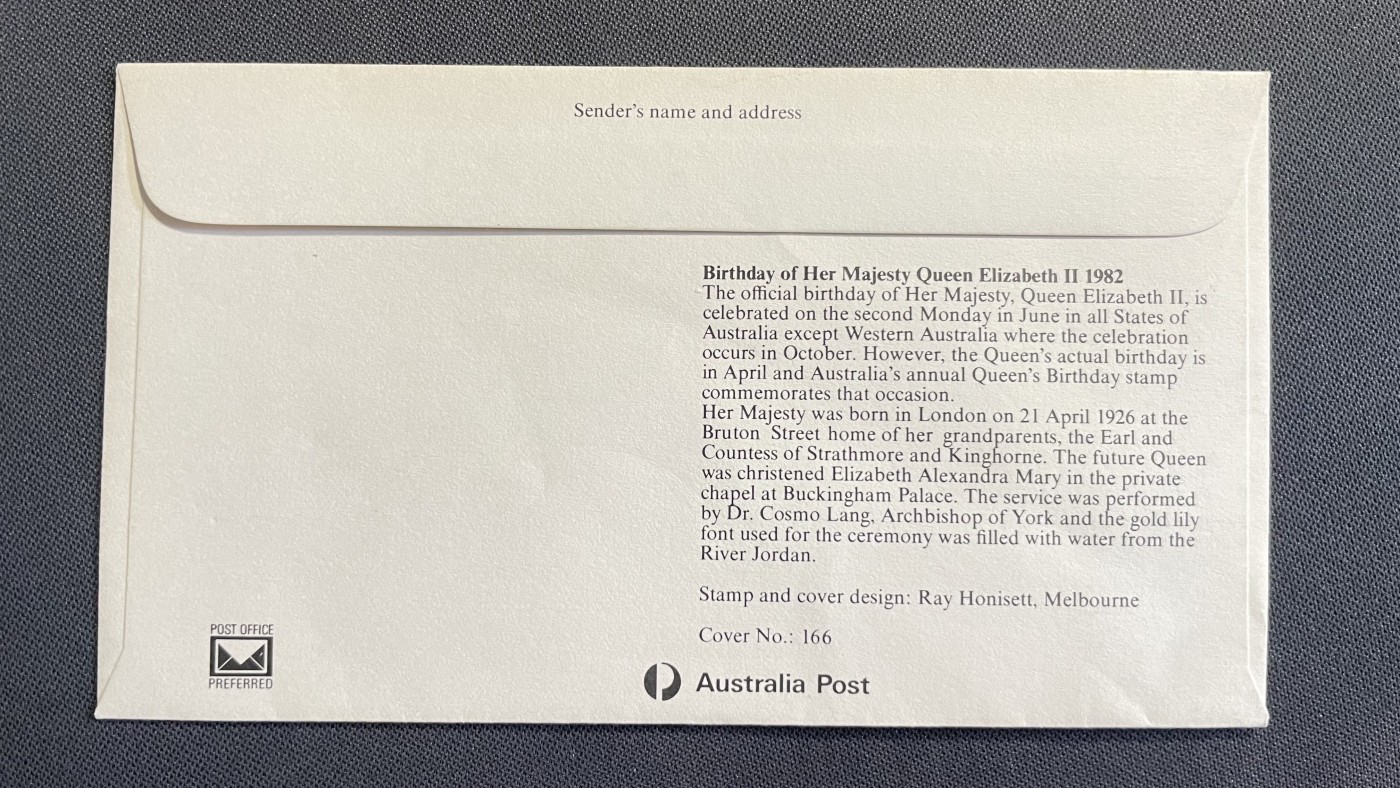 Sender's name and address
Birthday of Her Majesty Queen Elizabeth II 1982
The official birthday of Her Majesty, Queen Elizabeth II, is
celebrated on the second Monday in June in all States of
Australia except Western Australia where the celebration
occurs in October. However, the Queen's actual birthday is
in April and Australia's annual Queen's Birthday stamp
commemorates that occasion.
Her Majesty was born in London on 21 April 1926 at the
Bruton Street home of her grandparents, the Earl and
Countess of Strathmore and Kinghorne. The future Queen
was christened Elizabeth Alexandra Mary in the private
chapel at Buckingham Palace. The service was performed
by Dr. Cosmo Lang, Archbishop of York and the gold lily
font used for the ceremony was filled with water from the
River Jordan.
Stamp and cover design: Ray Honisett, Melbourne
Cover No.: 166
POST OFFICE
PREFERRED
Australia Post